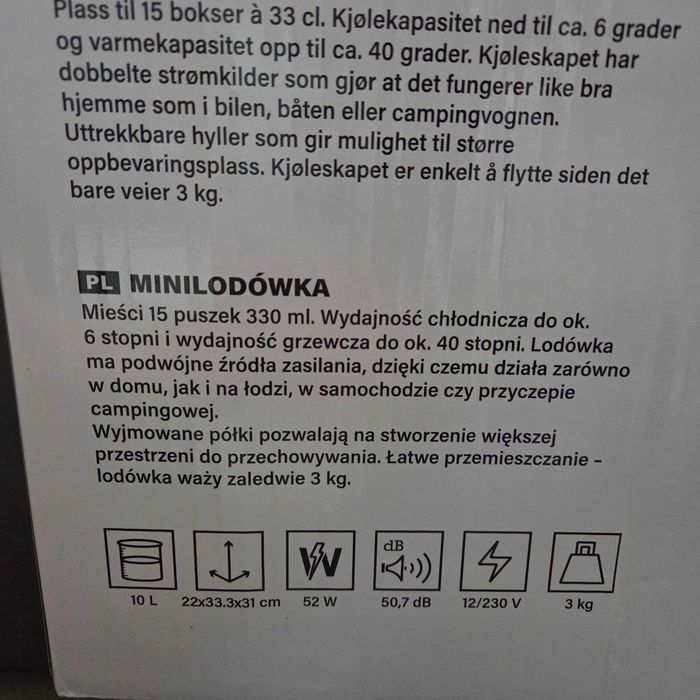 Plass til 15 bokser à 33 cl. Kjølekapasitet ned til ca. 6 grader
og varmekapasitet opp til ca. 40 grader. Kjøleskapet har
dobbelte strømkilder som gjør at det fungerer like bra
hjemme som i bilen, båten eller campingvognen.
Uttrekkbare hyller som gir mulighet til større
oppbevaringsplass. Kjøleskapet er enkelt å flytte siden det
bare veier 3 kg.
PL MINILODÓWKA
Mieści 15 puszek 330 ml. Wydajność chłodnicza do ok.
6 stopni i wydajność grzewcza do ok. 40 stopni. Lodówka
ma podwójne źródła zasilania, dzięki czemu działa zarówno
w domu, jak i na łodzi, w samochodzie czy przyczepie
campingowej.
Wyjmowane półki pozwalają na stworzenie większej
przestrzeni do przechowywania. Łatwe przemieszczanie –
lodówka waży zaledwie 3 kg.
W dB
10 L 22x33.3x31 cm 52 W 50,7 dB 12/230 V 3 kg